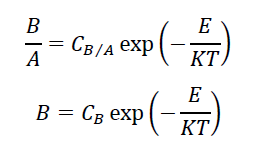 B/A = C_{B/A} exp(−E/KT)
B = C_B exp(−E/KT)